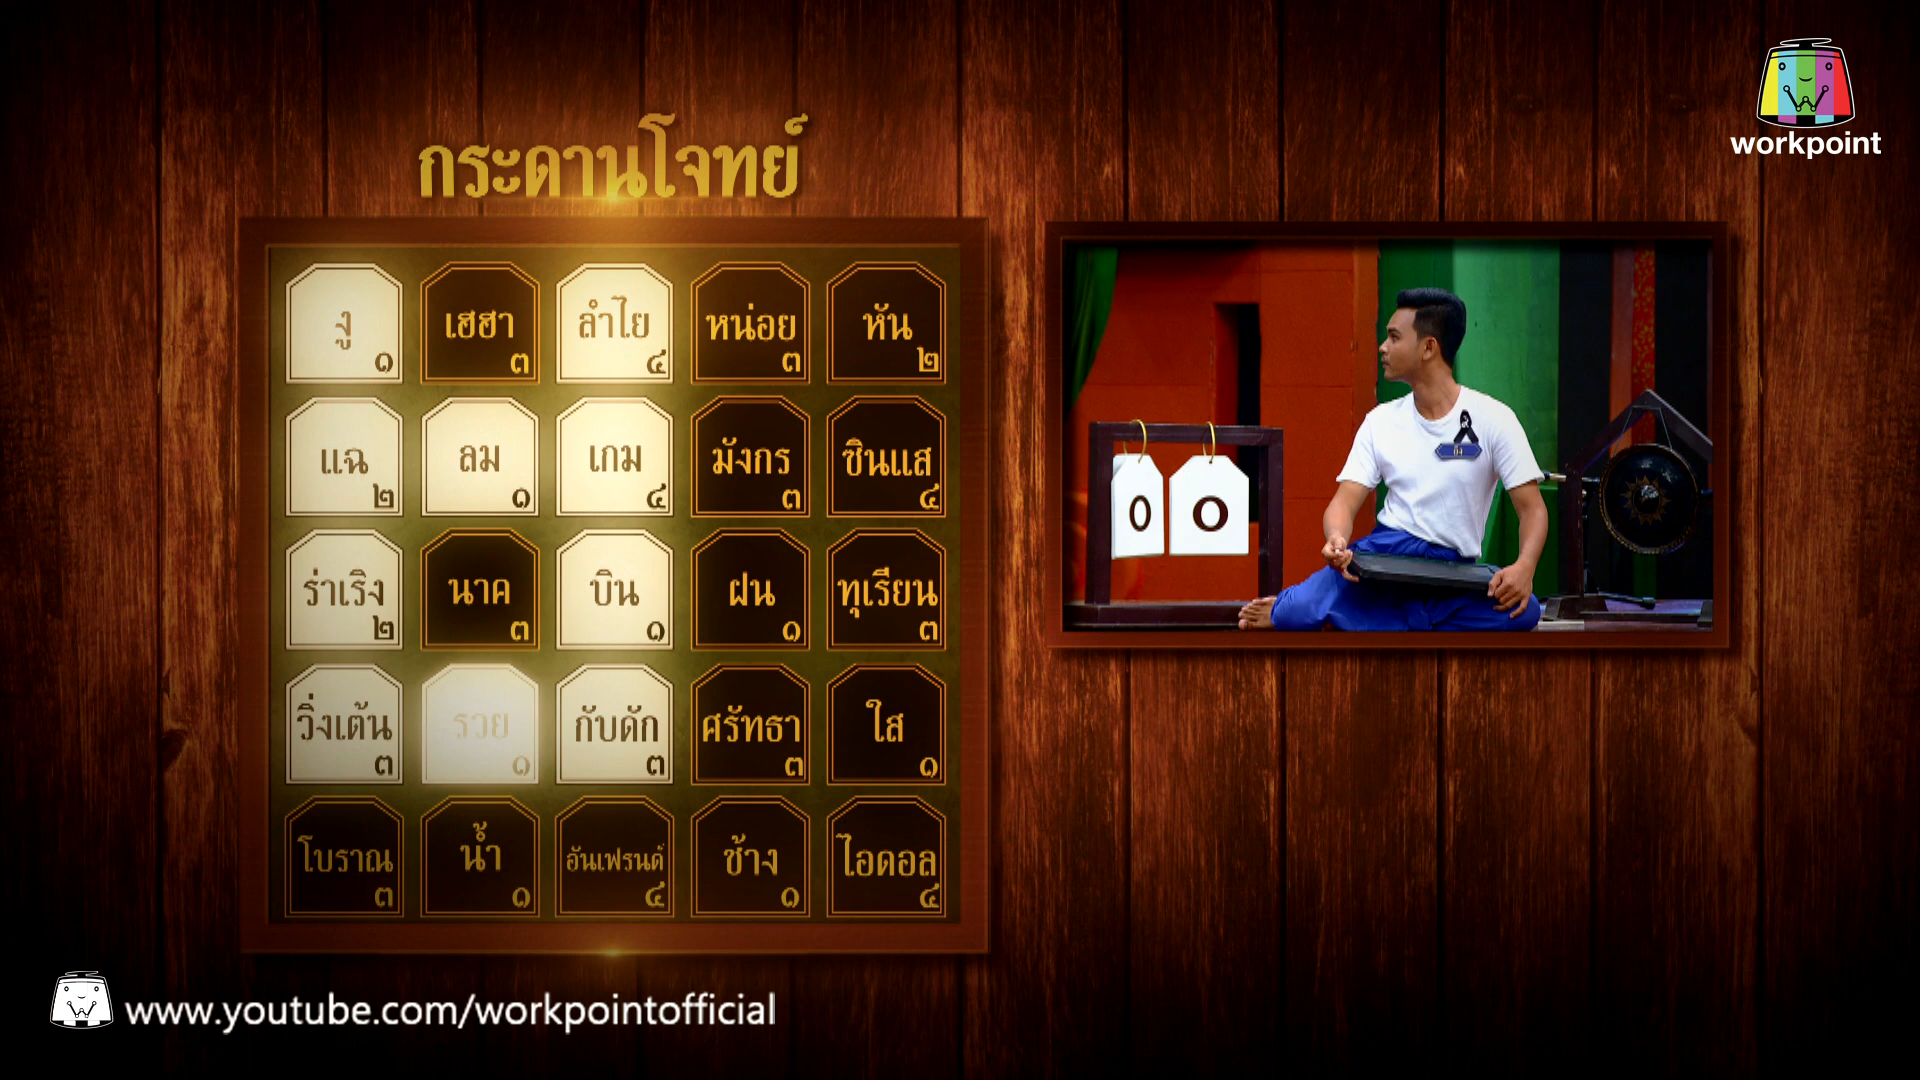 workpoint
กระดานโจทย์
งู ๑
เฮฮา ๓
ลำไย ๔
หน่อย ๓
หัน ๒
แฉ ๒
ลม ๑
เกม ๔
มังกร ๓
ซินแส ๔
ร่าเริง ๒
นาค ๓
บิน ๑
ฝน ๑
ทุเรียน ๓
วิ่งเต้น ๓
รวย ๑
กับดัก ๓
ศรัทธา ๓
ใส ๑
โบราณ ๓
น้ำ ๑
อันเฟรนด์ ๔
ช้าง ๑
ไอดอล ๔
0 0
www.youtube.com/workpointofficial